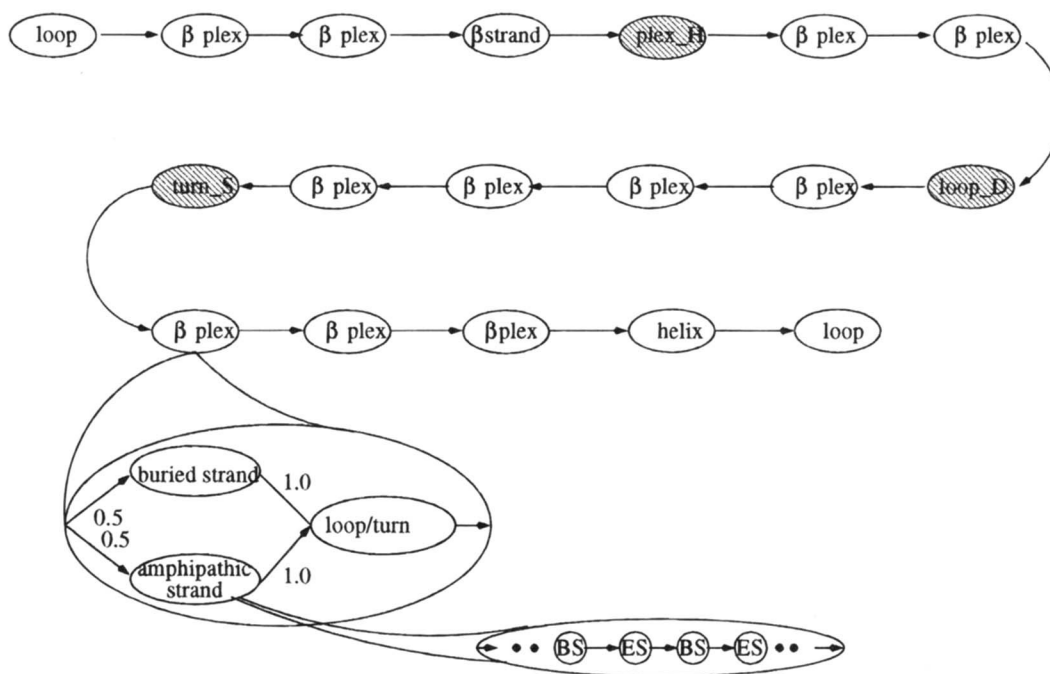 loop β plex β plex βstrand plex_H β plex β plex
turn_S β plex β plex β plex β plex loop_D
β plex β plex βplex helix loop
buried strand 1.0
0.5 loop/turn
0.5
amphipathic 1.0
strand
BS ES BS ES